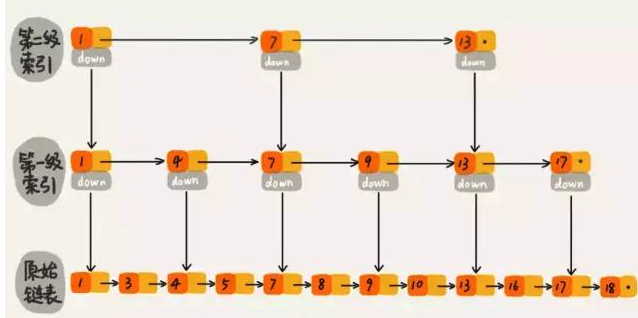 第二级
索引
1 7 13
down down down
第一级
索引
1 4 7 9 13 17
down down down down down down
原始
链表
1 3 4 5 7 8 9 10 13 16 17 18